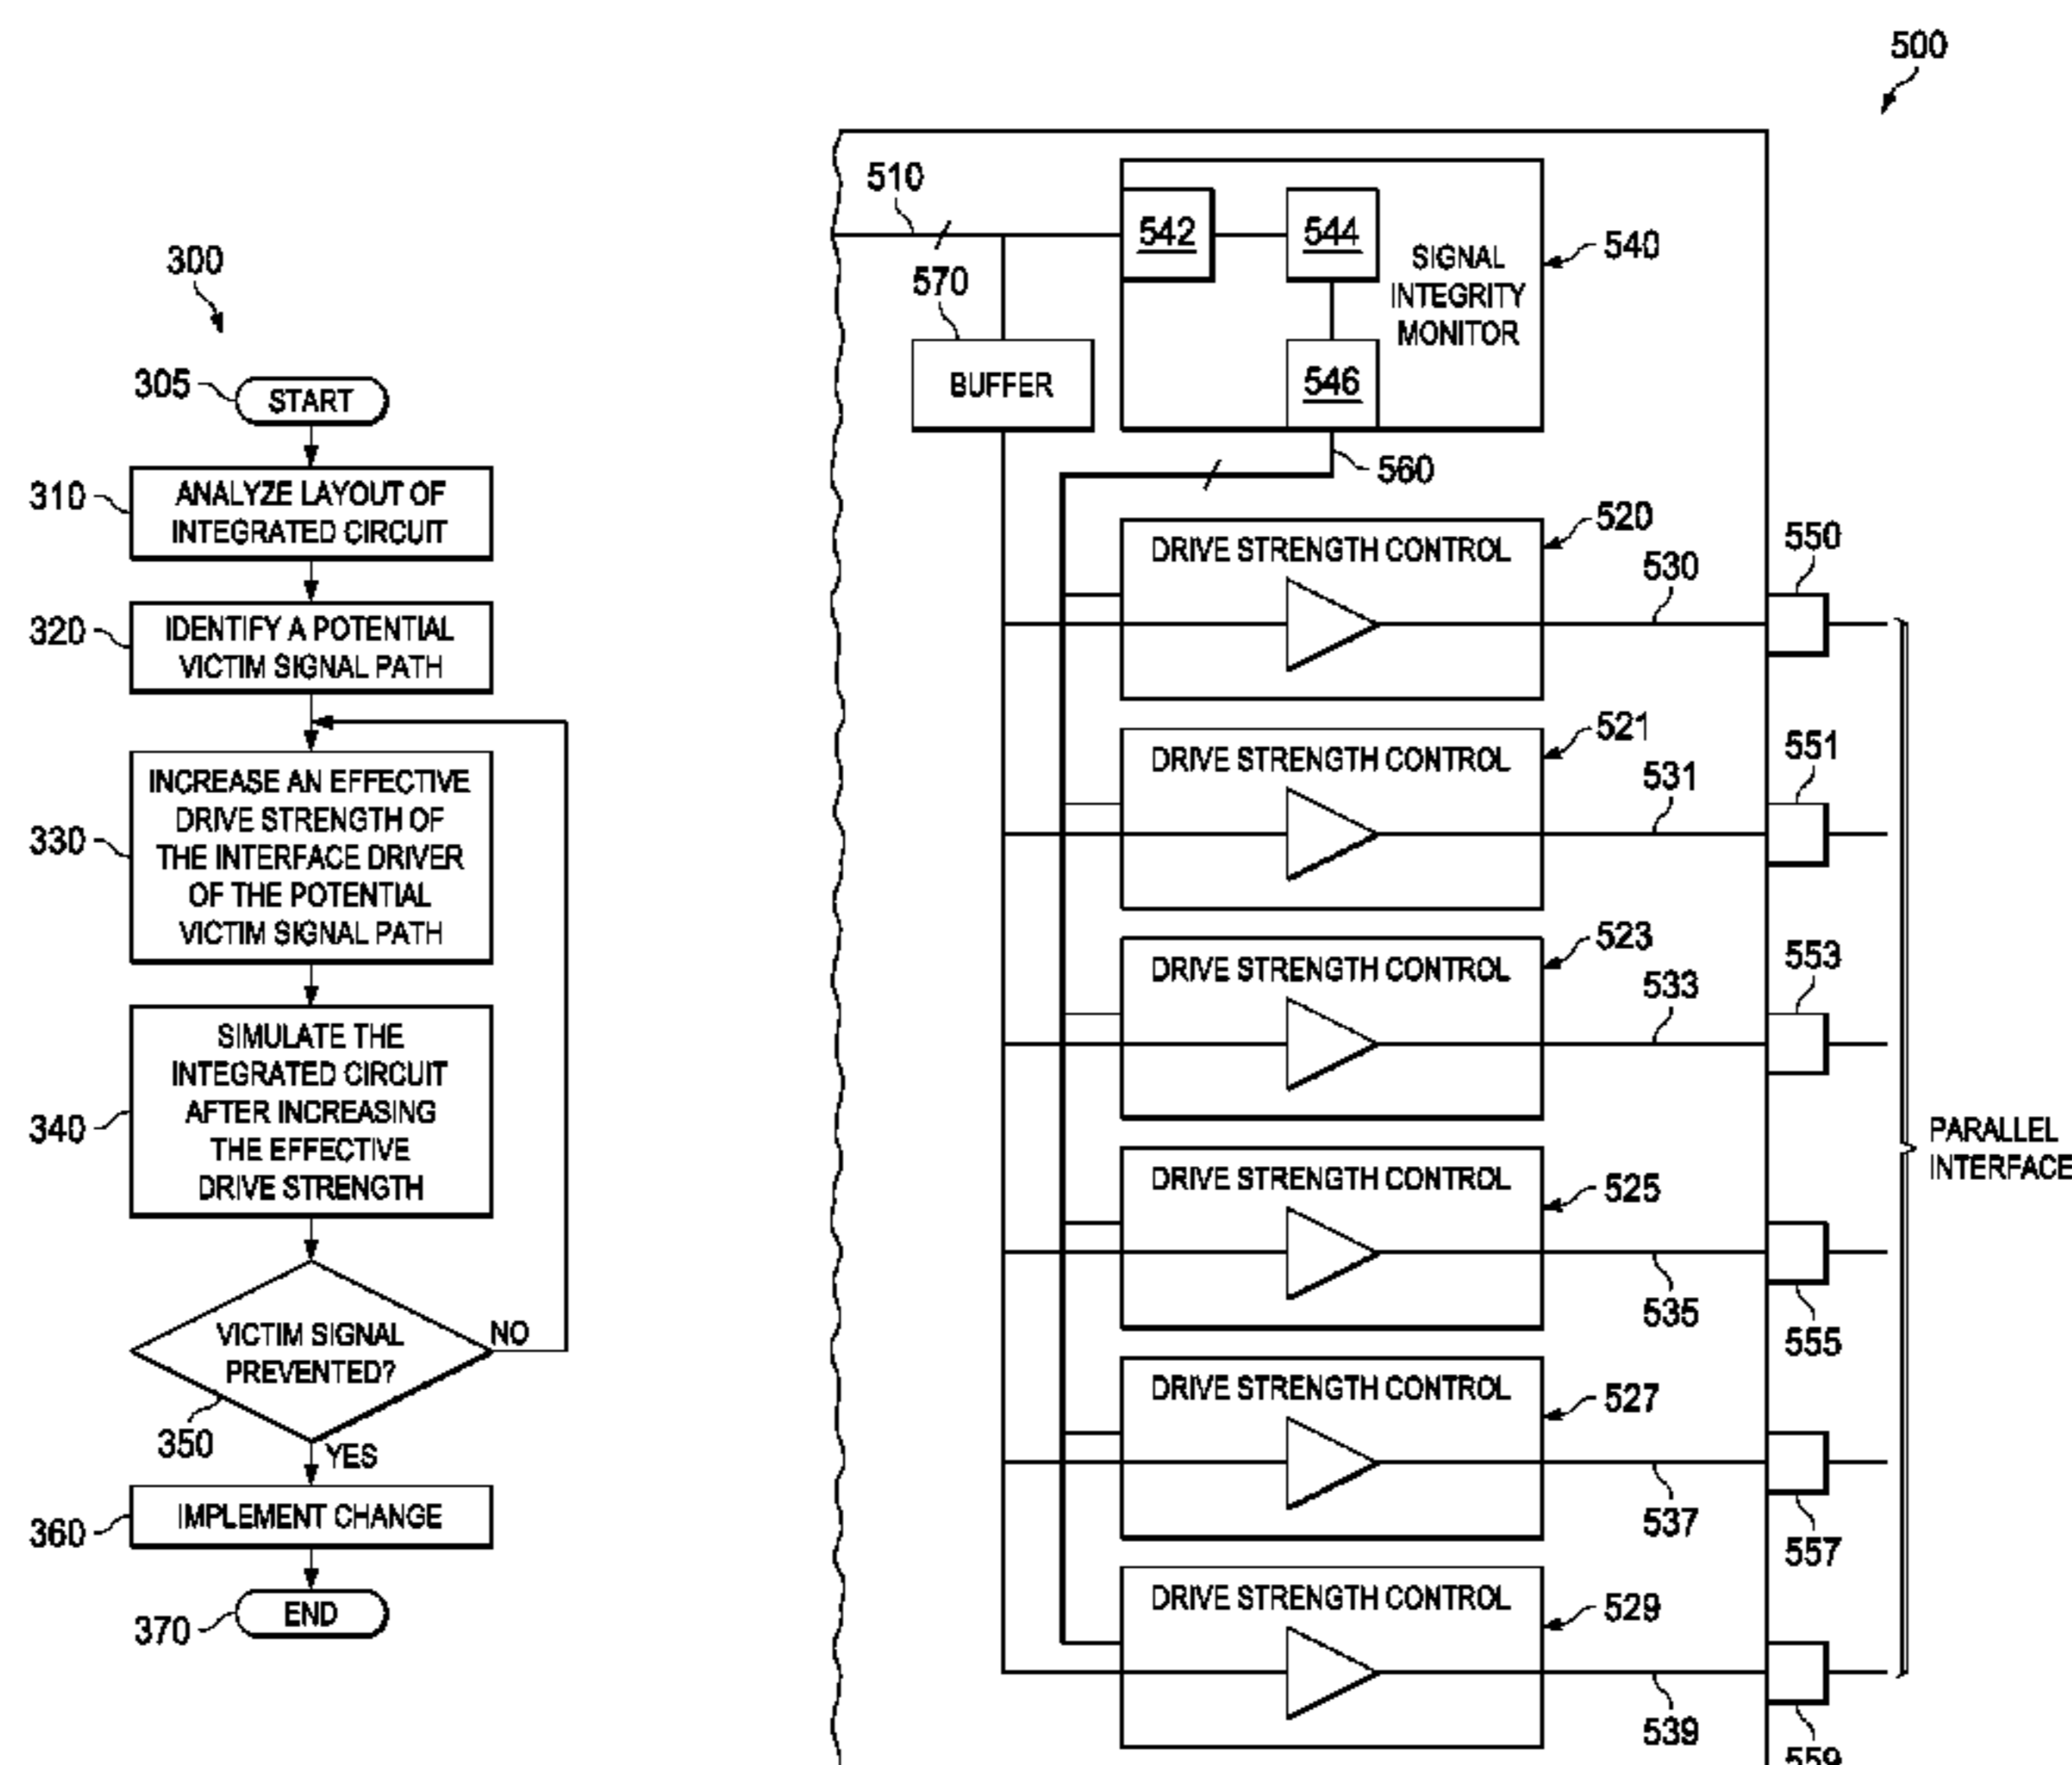 300
305
START
310
ANALYZE LAYOUT OF
INTEGRATED CIRCUIT
320
IDENTIFY A POTENTIAL
VICTIM SIGNAL PATH
330
INCREASE AN EFFECTIVE
DRIVE STRENGTH OF
THE INTERFACE DRIVER
OF THE POTENTIAL
VICTIM SIGNAL PATH
340
SIMULATE THE
INTEGRATED CIRCUIT
AFTER INCREASING
THE EFFECTIVE
DRIVE STRENGTH
VICTIM SIGNAL
PREVENTED?
NO
350
YES
360
IMPLEMENT CHANGE
370
END
500
510
542
544
SIGNAL
INTEGRITY
MONITOR
540
570
BUFFER
546
560
DRIVE STRENGTH CONTROL
520
530
550
DRIVE STRENGTH CONTROL
521
531
551
DRIVE STRENGTH CONTROL
523
533
553
PARALLEL
INTERFACE
DRIVE STRENGTH CONTROL
525
535
555
DRIVE STRENGTH CONTROL
527
537
557
DRIVE STRENGTH CONTROL
529
539
559